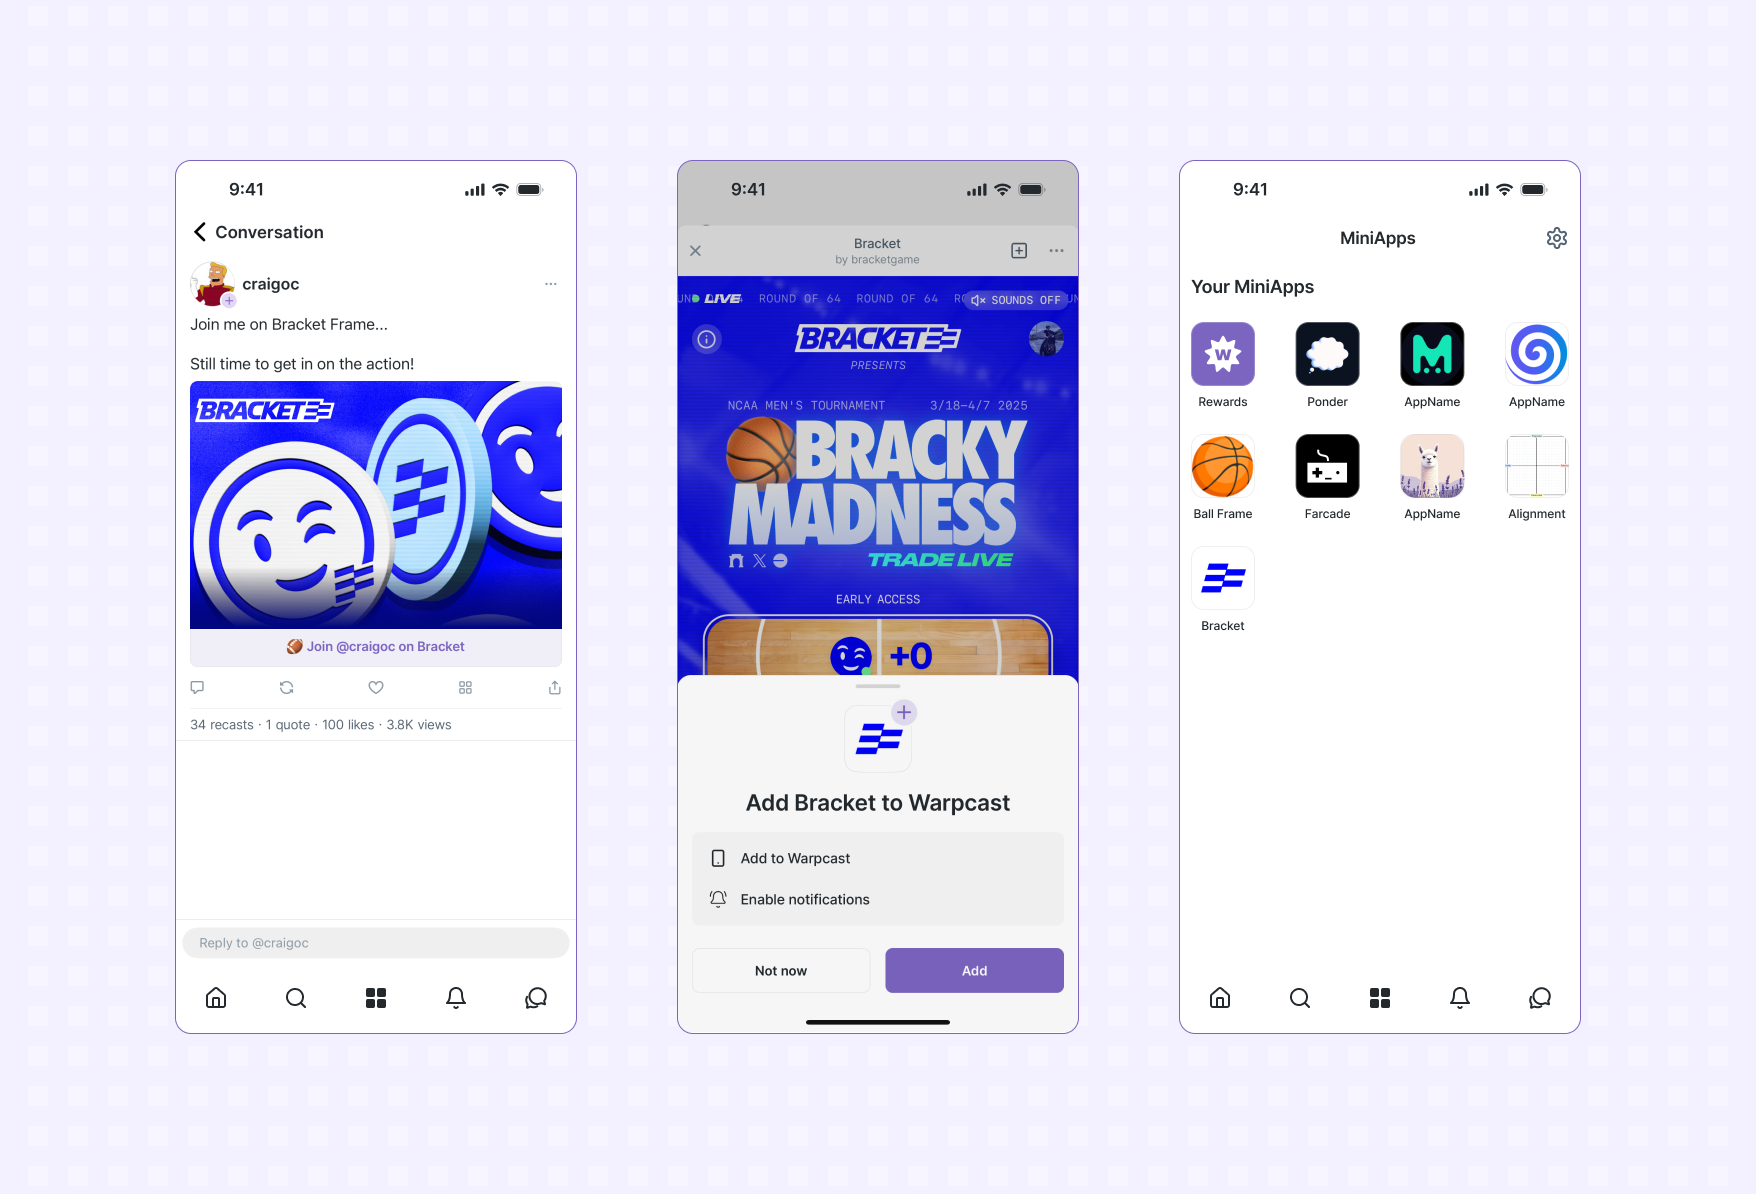 9:41
Conversation
craigoc
Join me on Bracket Frame...
Still time to get in on the action!
BRACKET
Join @craigoc on Bracket
34 recasts · 1 quote · 100 likes · 3.8K views
Reply to @craigoc
9:41
Bracket
by bracketgame
LIVE ROUND OF 64 ROUND OF 64
SOUNDS OFF
BRACKET
PRESENTS
NCAA MEN'S TOURNAMENT 3/18–4/7 2025
BRACKY
MADNESS
TRADE LIVE
EARLY ACCESS
+0
Add Bracket to Warpcast
Add to Warpcast
Enable notifications
Not now
Add
9:41
MiniApps
Your MiniApps
W
Rewards Ponder AppName AppName
Ball Frame Farcade AppName Alignment
Bracket